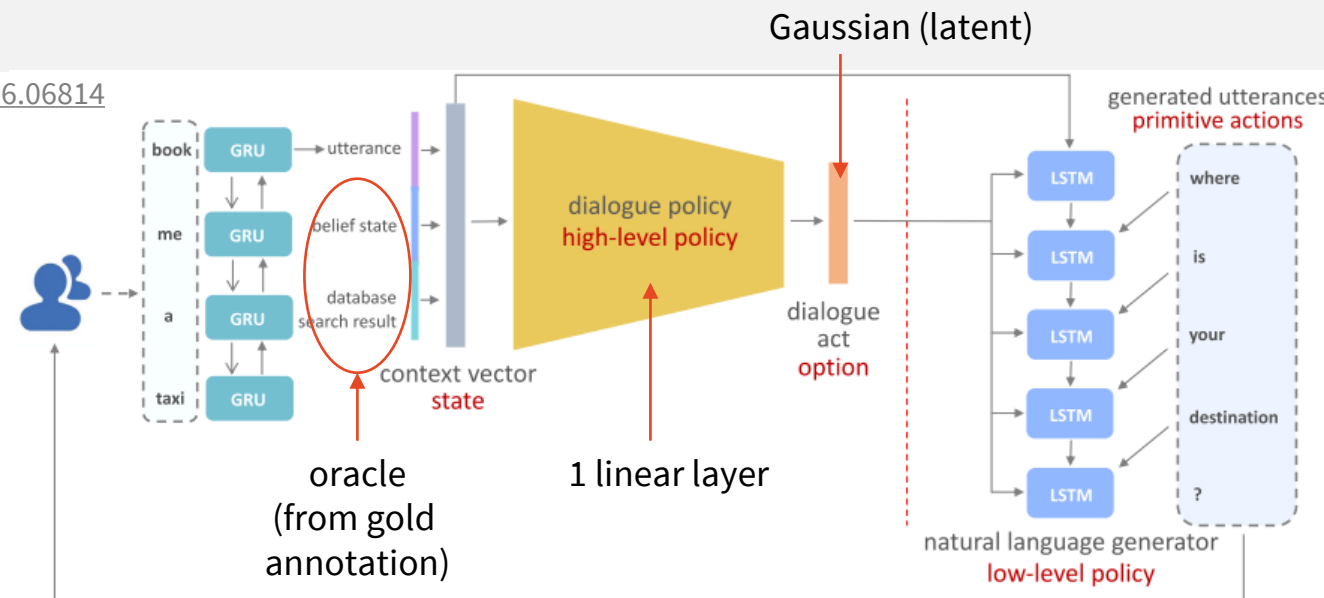 Gaussian (latent)
6.06814
generated utterances
primitive actions
book
GRU
utterance
me
GRU
belief state
a
GRU
database
search result
taxi
GRU
context vector
state
dialogue policy
high-level policy
dialogue
act
option
LSTM
where
LSTM
is
LSTM
your
LSTM
destination
LSTM
?
natural language generator
low-level policy
oracle
(from gold
annotation)
1 linear layer